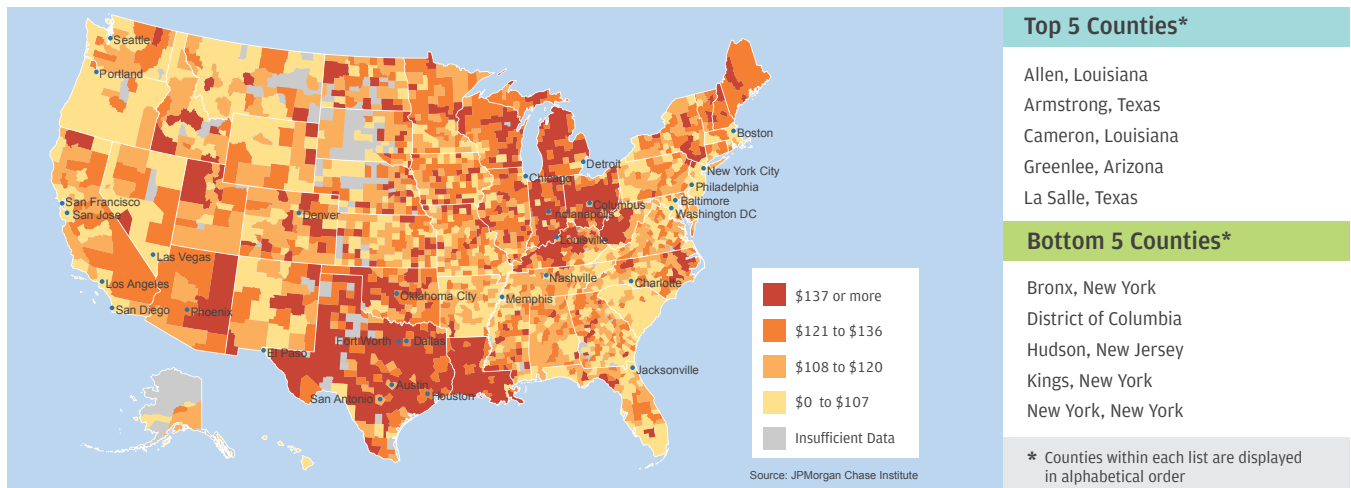 Seattle
Portland
San Francisco
San Jose
Las Vegas
Los Angeles
San Diego
Phoenix
El Paso
Denver
Oklahoma City
Fort Worth
Dallas
Austin
San Antonio
Houston
Memphis
Nashville
Louisville
Indianapolis
Chicago
Columbus
Detroit
Boston
New York City
Philadelphia
Baltimore
Washington DC
Charlotte
Jacksonville
$137 or more
$121 to $136
$108 to $120
$0 to $107
Insufficient Data
Source: JPMorgan Chase Institute
Top 5 Counties*
Allen, Louisiana
Armstrong, Texas
Cameron, Louisiana
Greenlee, Arizona
La Salle, Texas
Bottom 5 Counties*
Bronx, New York
District of Columbia
Hudson, New Jersey
Kings, New York
New York, New York
* Counties within each list are displayed
in alphabetical order